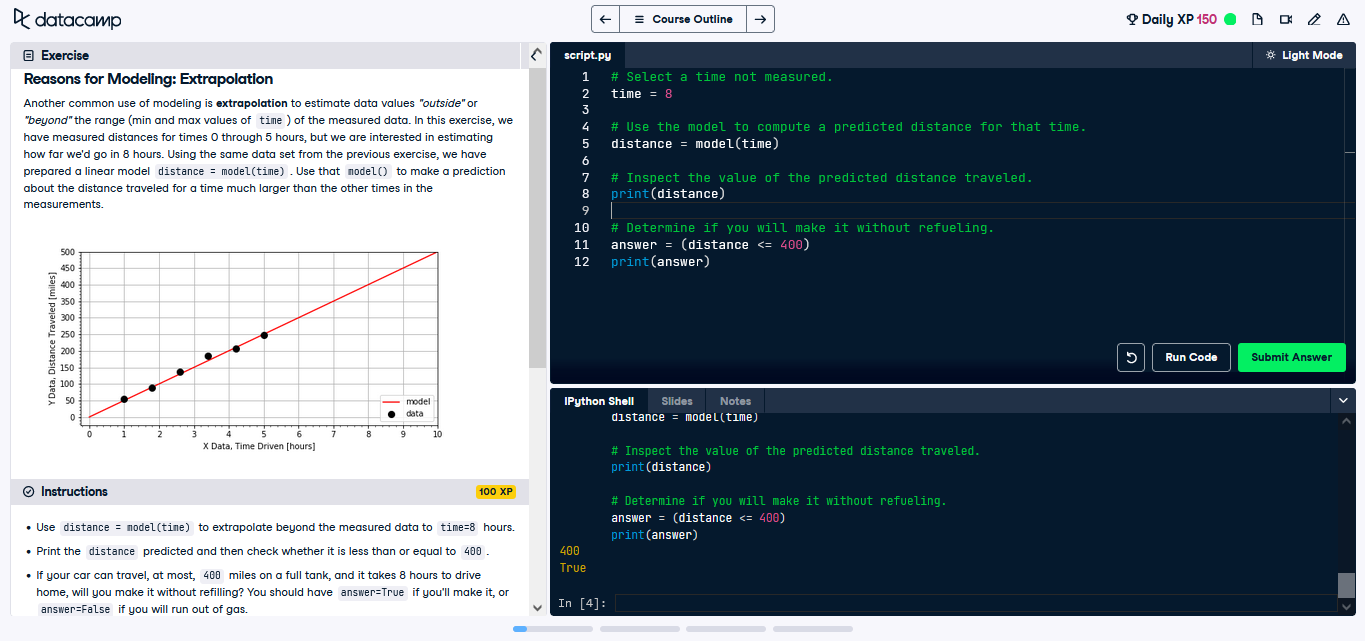 datacamp
Course Outline
Daily XP 150
Exercise
Reasons for Modeling: Extrapolation
Another common use of modeling is extrapolation to estimate data values "outside" or
"beyond" the range (min and max values of time ) of the measured data. In this exercise, we
have measured distances for times 0 through 5 hours, but we are interested in estimating
how far we'd go in 8 hours. Using the same data set from the previous exercise, we have
prepared a linear model distance = model(time) . Use that model() to make a prediction
about the distance traveled for a time much larger than the other times in the
measurements.
500
450
400
350
300
250
200
150
100
50
0
Y Data, Distance Traveled [miles]
model
data
0 1 2 3 4 5 6 7 8 9 10
X Data, Time Driven [hours]
Instructions
100 XP
• Use distance = model(time) to extrapolate beyond the measured data to time=8 hours.
• Print the distance predicted and then check whether it is less than or equal to 400 .
• If your car can travel, at most, 400 miles on a full tank, and it takes 8 hours to drive
home, will you make it without refilling? You should have answer=True if you'll make it, or
answer=False if you will run out of gas.
script.py
Light Mode
1 # Select a time not measured.
2 time = 8
3
4 # Use the model to compute a predicted distance for that time.
5 distance = model(time)
6
7 # Inspect the value of the predicted distance traveled.
8 print(distance)
9
10 # Determine if you will make it without refueling.
11 answer = (distance <= 400)
12 print(answer)
Run Code
Submit Answer
IPython Shell
Slides
Notes
distance = model(time)
# Inspect the value of the predicted distance traveled.
print(distance)
# Determine if you will make it without refueling.
answer = (distance <= 400)
print(answer)
400
True
In [4]: